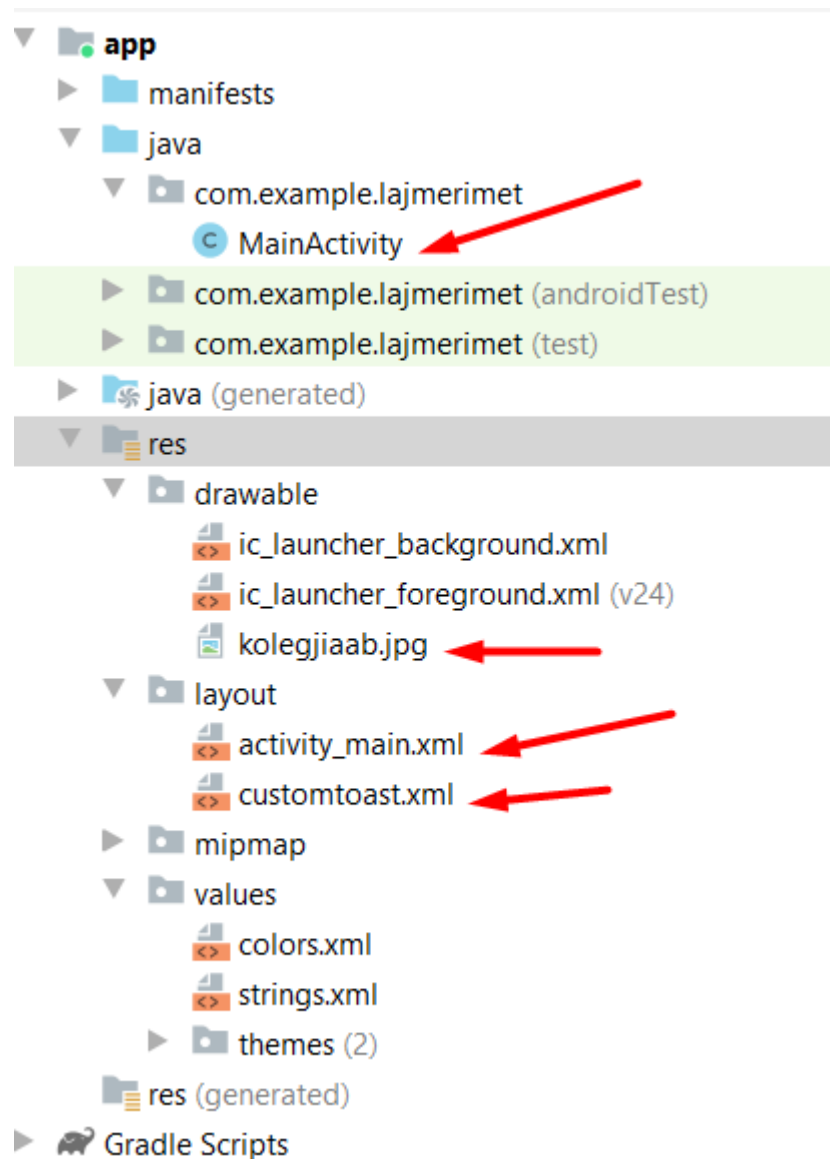 app
manifests
java
com.example.lajmerimet
C MainActivity
com.example.lajmerimet (androidTest)
com.example.lajmerimet (test)
java (generated)
res
drawable
ic_launcher_background.xml
ic_launcher_foreground.xml (v24)
kolegjiaab.jpg
layout
activity_main.xml
customtoast.xml
mipmap
values
colors.xml
strings.xml
themes (2)
res (generated)
Gradle Scripts